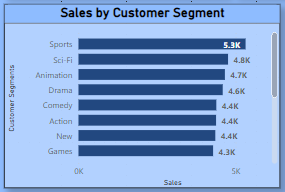 Sales by Customer Segment
Customer Segments
Sports 5.3K
Sci-Fi 4.8K
Animation 4.7K
Drama 4.6K
Comedy 4.4K
Action 4.4K
New 4.4K
Games 4.3K
0K 5K
Sales